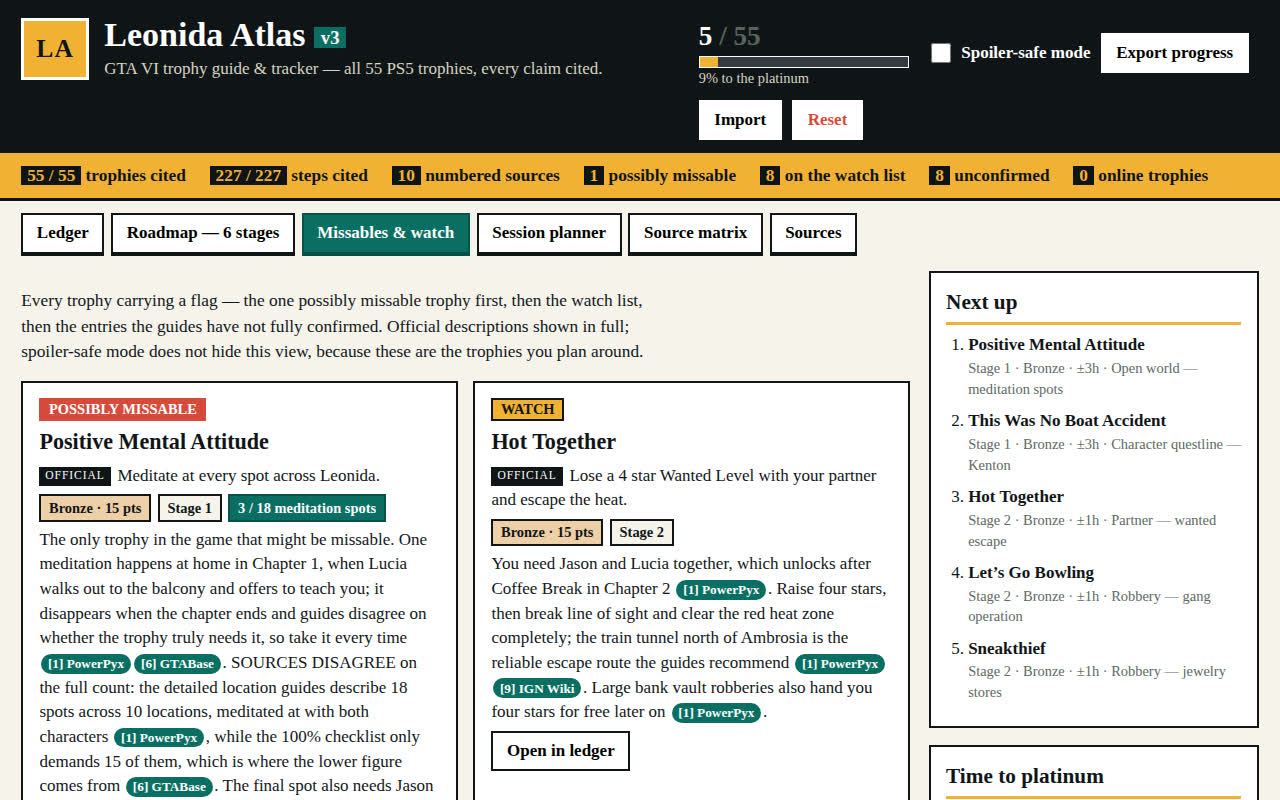 LA
Leonida Atlas v3
GTA VI trophy guide & tracker — all 55 PS5 trophies, every claim cited.
5 / 55
9% to the platinum
Spoiler-safe mode
Export progress
Import
Reset
55 / 55 trophies cited
227 / 227 steps cited
10 numbered sources
1 possibly missable
8 on the watch list
8 unconfirmed
0 online trophies
Ledger
Roadmap — 6 stages
Missables & watch
Session planner
Source matrix
Sources
Every trophy carrying a flag — the one possibly missable trophy first, then the watch list,
then the entries the guides have not fully confirmed. Official descriptions shown in full;
spoiler-safe mode does not hide this view, because these are the trophies you plan around.
POSSIBLY MISSABLE
Positive Mental Attitude
OFFICIAL Meditate at every spot across Leonida.
Bronze · 15 pts
Stage 1
3 / 18 meditation spots
The only trophy in the game that might be missable. One
meditation happens at home in Chapter 1, when Lucia
walks out to the balcony and offers to teach you; it
disappears when the chapter ends and guides disagree on
whether the trophy truly needs it, so take it every time
[1] PowerPyx [6] GTABase . SOURCES DISAGREE on
the full count: the detailed location guides describe 18
spots across 10 locations, meditated at with both
characters [1] PowerPyx , while the 100% checklist only
demands 15 of them, which is where the lower figure
comes from [6] GTABase . The final spot also needs Jason
WATCH
Hot Together
OFFICIAL Lose a 4 star Wanted Level with your partner
and escape the heat.
Bronze · 15 pts
Stage 2
You need Jason and Lucia together, which unlocks after
Coffee Break in Chapter 2 [1] PowerPyx . Raise four stars,
then break line of sight and clear the red heat zone
completely; the train tunnel north of Ambrosia is the
reliable escape route the guides recommend [1] PowerPyx
[9] IGN Wiki . Large bank vault robberies also hand you
four stars for free later on [1] PowerPyx .
Open in ledger
Next up
1. Positive Mental Attitude
Stage 1 · Bronze · ±3h · Open world —
meditation spots
2. This Was No Boat Accident
Stage 1 · Bronze · ±3h · Character questline —
Kenton
3. Hot Together
Stage 2 · Bronze · ±1h · Partner — wanted
escape
4. Let’s Go Bowling
Stage 2 · Bronze · ±1h · Robbery — gang
operation
5. Sneakthief
Stage 2 · Bronze · ±1h · Robbery — jewelry
stores
Time to platinum